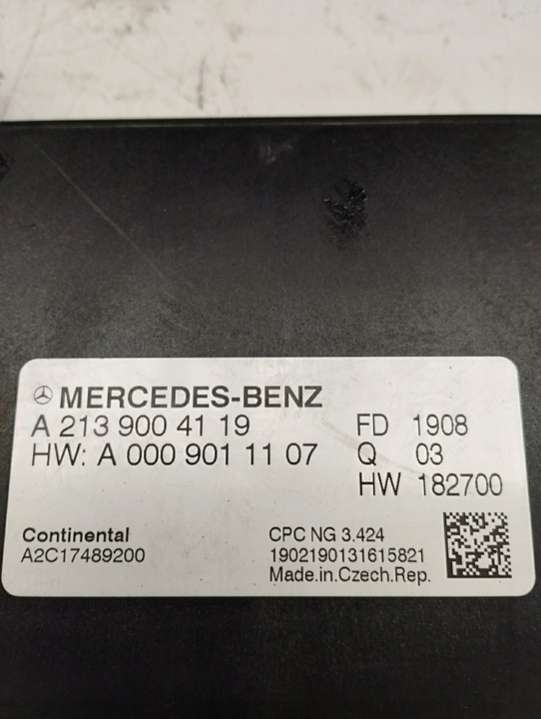 MERCEDES-BENZ
A 213 900 41 19 FD 1908
HW: A 000 901 11 07 Q 03
HW 182700
Continental CPC NG 3.424
A2C17489200 1902190131615821
Made.in.Czech.Rep.